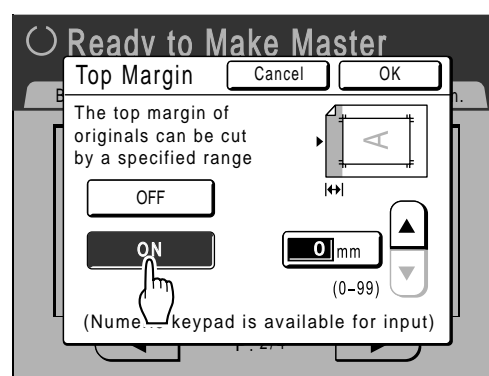 Ready to Make Master
Top Margin
Cancel
OK
The top margin of
originals can be cut
by a specified range
A
OFF
ON
0 mm
(0–99)
(Nume keypad is available for input)